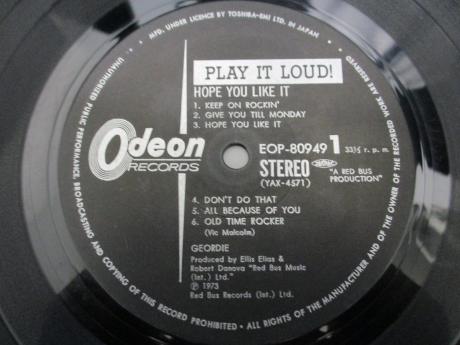 MFD. UNDER LICENCE BY TOSHIBA-EMI LTD. IN JAPAN •
PLAY IT LOUD!
HOPE YOU LIKE IT
1. KEEP ON ROCKIN'
2. GIVE YOU TILL MONDAY
3. HOPE YOU LIKE IT
Odeon
RECORDS
EOP-80949 1 33⅓ r. p. m.
STEREO
(YAX-4571)
"A RED BUS
PRODUCTION"
4. DON'T DO THAT
5. ALL BECAUSE OF YOU
6. OLD TIME ROCKER
(Vic Malcolm)
GEORDIE
Produced by Ellis Elias &
Robert Danova "Red Bus Music
(Int.) Ltd."
Ⓟ 1973
Red Bus Records (Int.) Ltd.
ALL RIGHTS OF THE MANUFACTURER AND OF THE OWNER OF THE RECORDED WORK ARE RESERVED
• UNAUTHORIZED PUBLIC PERFORMANCE, BROADCASTING AND COPYING OF THIS RECORD PROHIBITED •